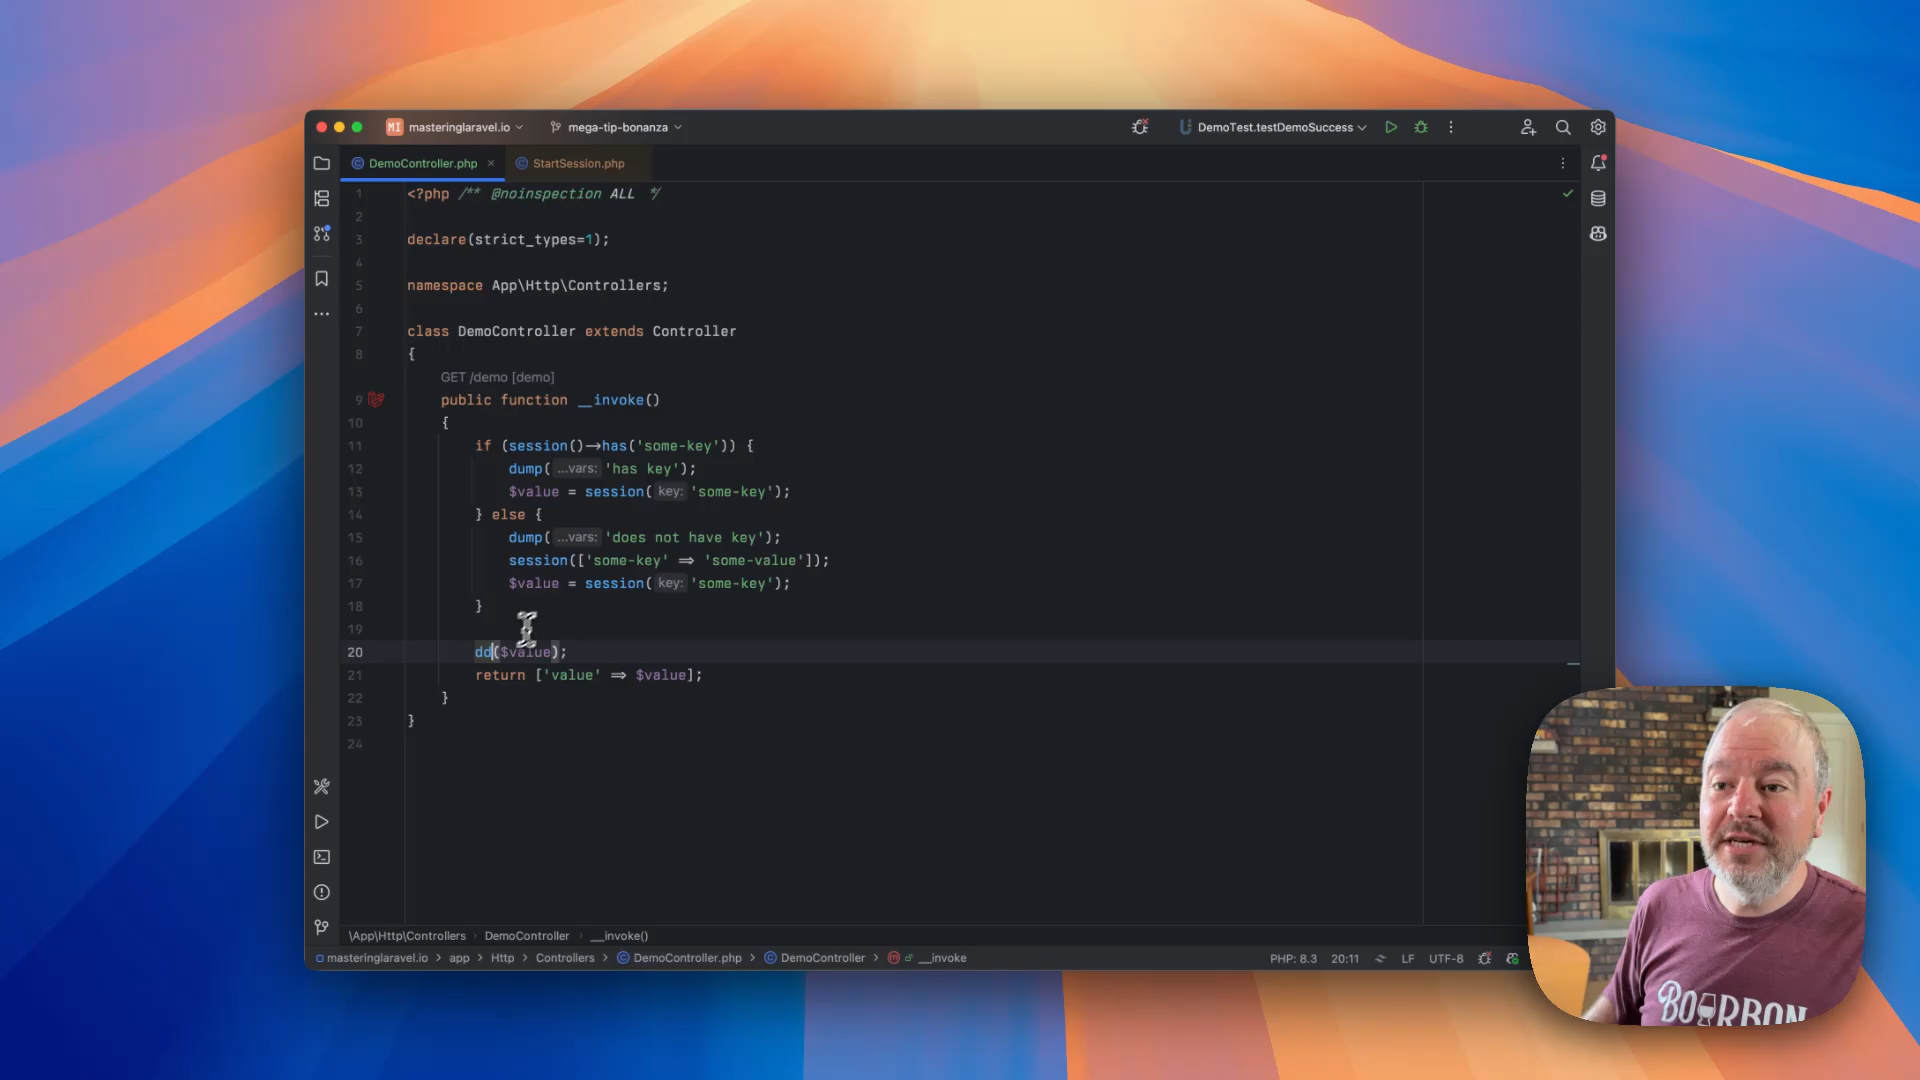 MI masteringlaravel.io mega-tip-bonanza DemoTest.testDemoSuccess
DemoController.php StartSession.php
1 <?php /** @noinspection ALL */
2
3 declare(strict_types=1);
4
5 namespace App\Http\Controllers;
6
7 class DemoController extends Controller
8 {
GET /demo [demo]
9 public function __invoke()
10 {
11 if (session()->has('some-key')) {
12 dump( ...vars: 'has key');
13 $value = session( key: 'some-key');
14 } else {
15 dump( ...vars: 'does not have key');
16 session(['some-key' => 'some-value']);
17 $value = session( key: 'some-key');
18 }
19
20 dd($value);
21 return ['value' => $value];
22 }
23 }
24
\App\Http\Controllers › DemoController › __invoke()
masteringlaravel.io > app > Http > Controllers > DemoController.php > DemoController > __invoke PHP: 8.3 20:11 LF UTF-8
BOURBON